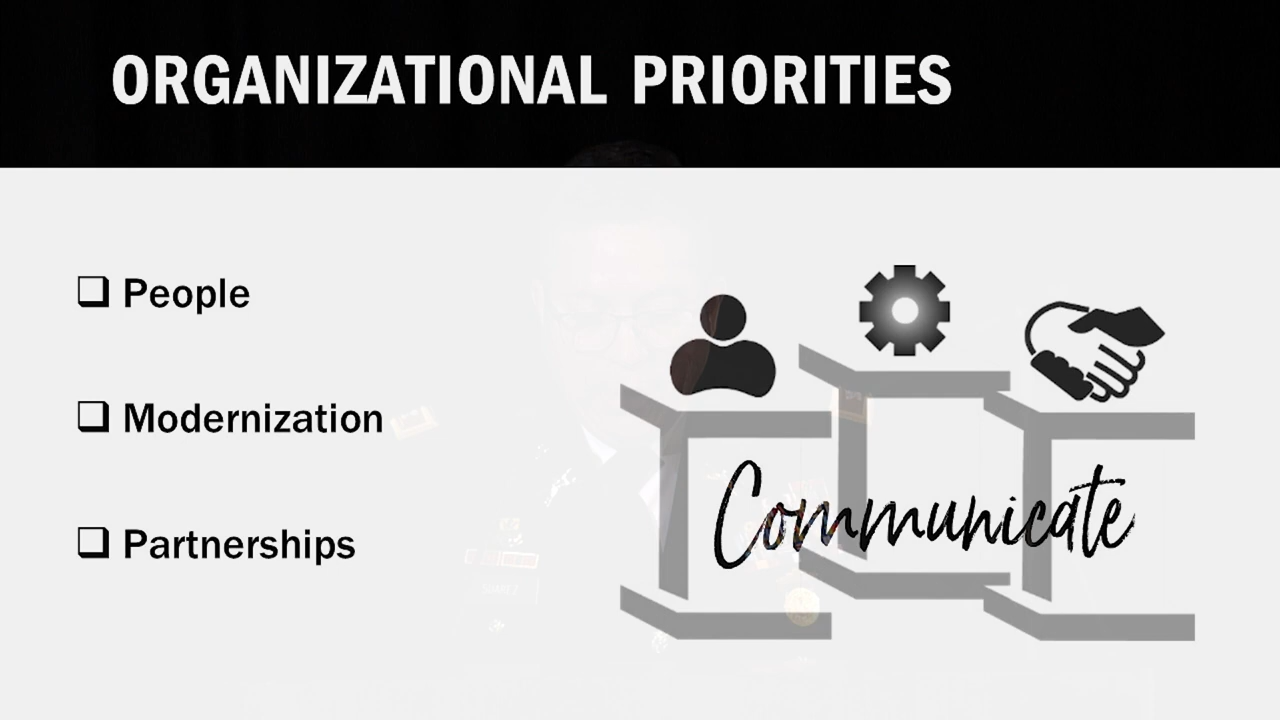 ORGANIZATIONAL PRIORITIES
People
Modernization
Partnerships
Communicate